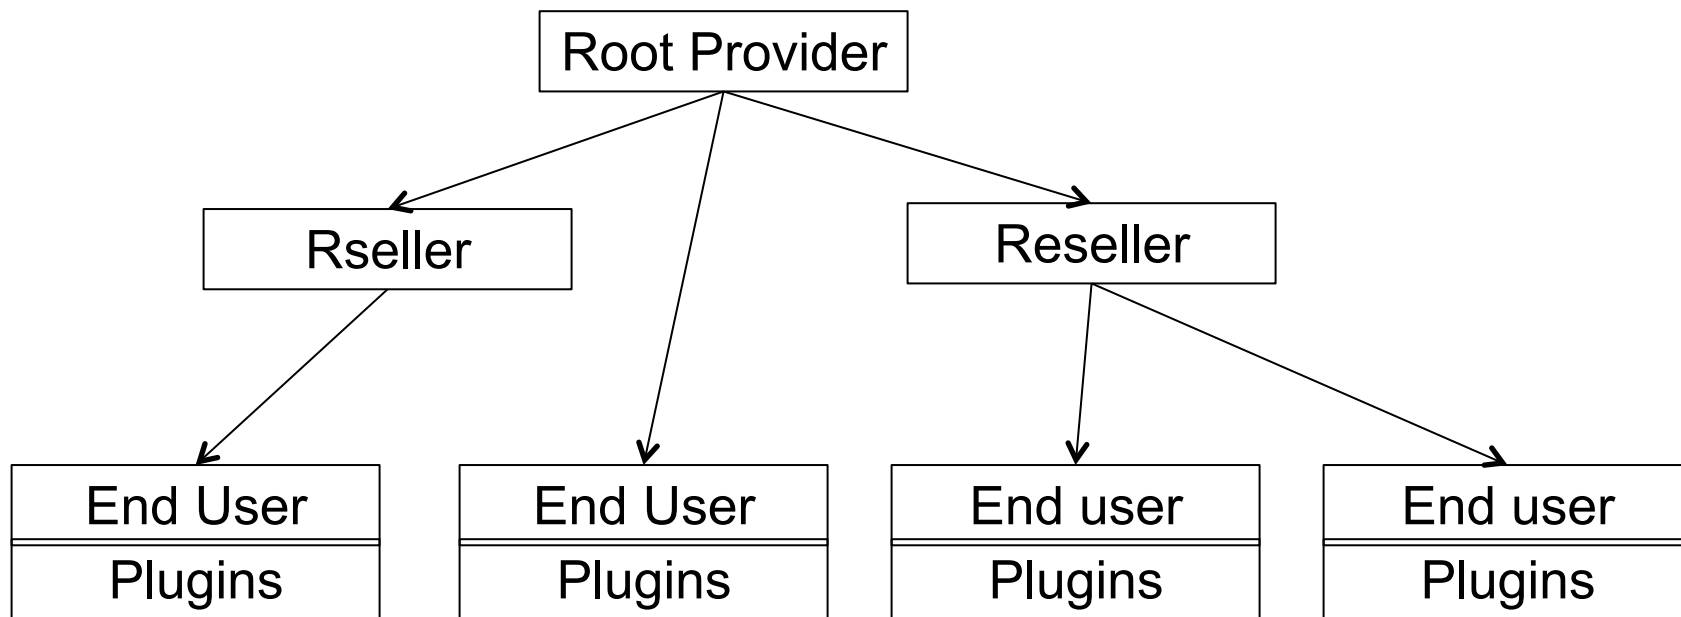 Root Provider
Rseller
Reseller
End User
End User
End user
End user
Plugins
Plugins
Plugins
Plugins